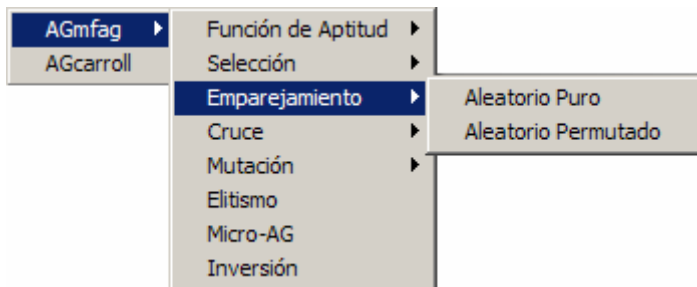 AGmfag
AGcarroll
Función de Aptitud
Selección
Emparejamiento
Cruce
Mutación
Elitismo
Micro-AG
Inversión
Aleatorio Puro
Aleatorio Permutado